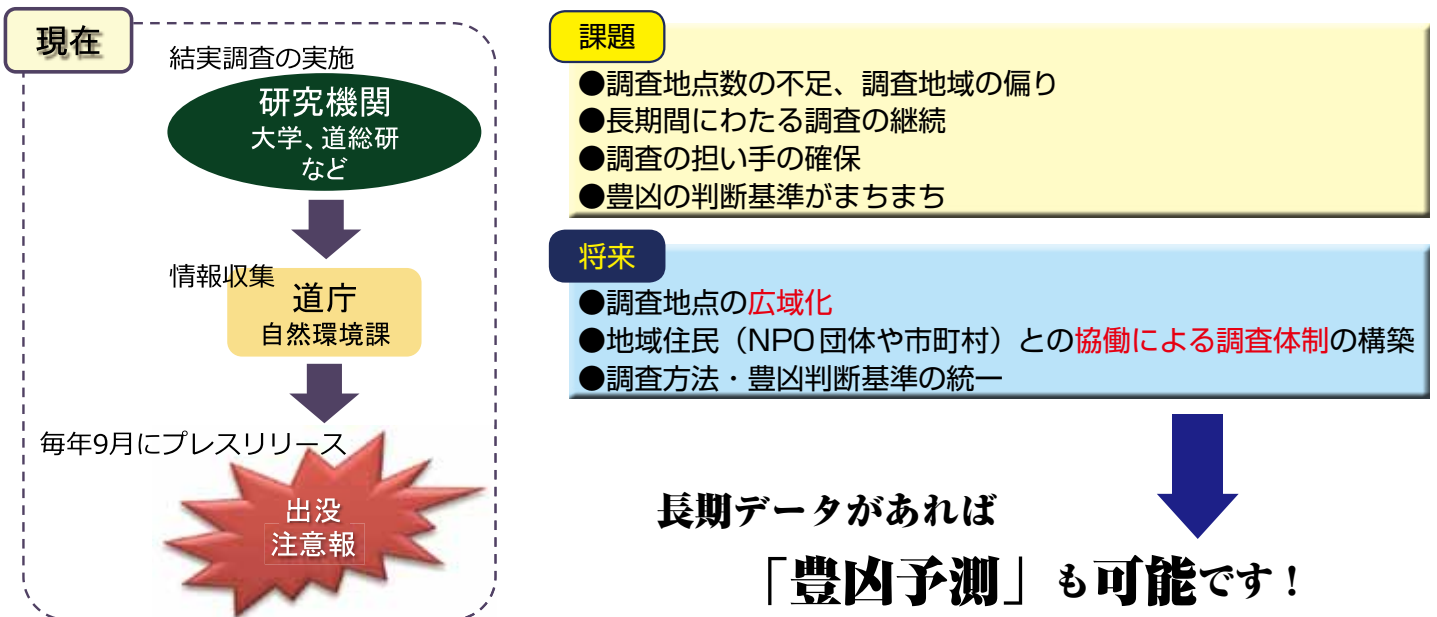 現在
結実調査の実施
研究機関
大学、道総研
など
情報収集
道庁
自然環境課
毎年9月にプレスリリース
出没
注意報
課題
●調査地点数の不足、調査地域の偏り
●長期間にわたる調査の継続
●調査の担い手の確保
●豊凶の判断基準がまちまち
将来
●調査地点の広域化
●地域住民（NPO団体や市町村）との協働による調査体制の構築
●調査方法・豊凶判断基準の統一
長期データがあれば
「豊凶予測」も可能です！